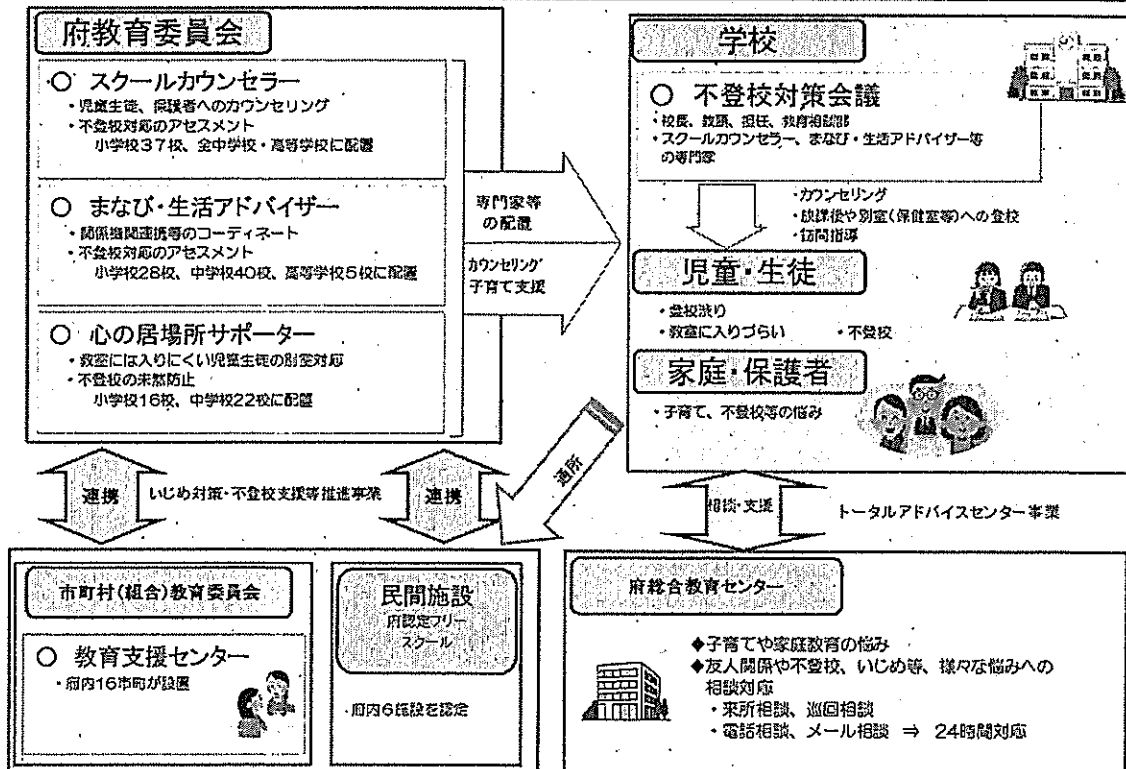 府教育委員会
○ スクールカウンセラー
・児童生徒、保護者へのカウンセリング
・不登校対応のアセスメント
小学校37校、全中学校・高等学校に配置
○ まなび・生活アドバイザー
・関係機関連携等のコーディネート
・不登校対応のアセスメント
小学校28校、中学校40校、高等学校5校に配置
○ 心の居場所サポーター
・教室には入りにくい児童生徒の別室対応
・不登校の未然防止
小学校16校、中学校22校に配置
専門家等
の配置
カウンセリング
子育て支援
学校
○ 不登校対策会議
・校長、教頭、担任、教育相談部
・スクールカウンセラー、まなび・生活アドバイザー等
の専門家
・カウンセリング
・放課後や別室(保健室等)への登校
・訪問指導
児童・生徒
・登校渋り
・教室に入りづらい ・不登校
家庭・保護者
・子育て、不登校等の悩み
連携
いじめ対策・不登校支援等推進事業
連携
通所
相談・支援
トータルアドバイスセンター事業
市町村(組合)教育委員会
○ 教育支援センター
・府内16市町が設置
民間施設
府認定フリー
スクール
・府内6施設を認定
府総合教育センター
◆子育てや家庭教育の悩み
◆友人関係や不登校、いじめ等、様々な悩みへの
相談対応
・来所相談、巡回相談
・電話相談、メール相談 ⇒ 24時間対応